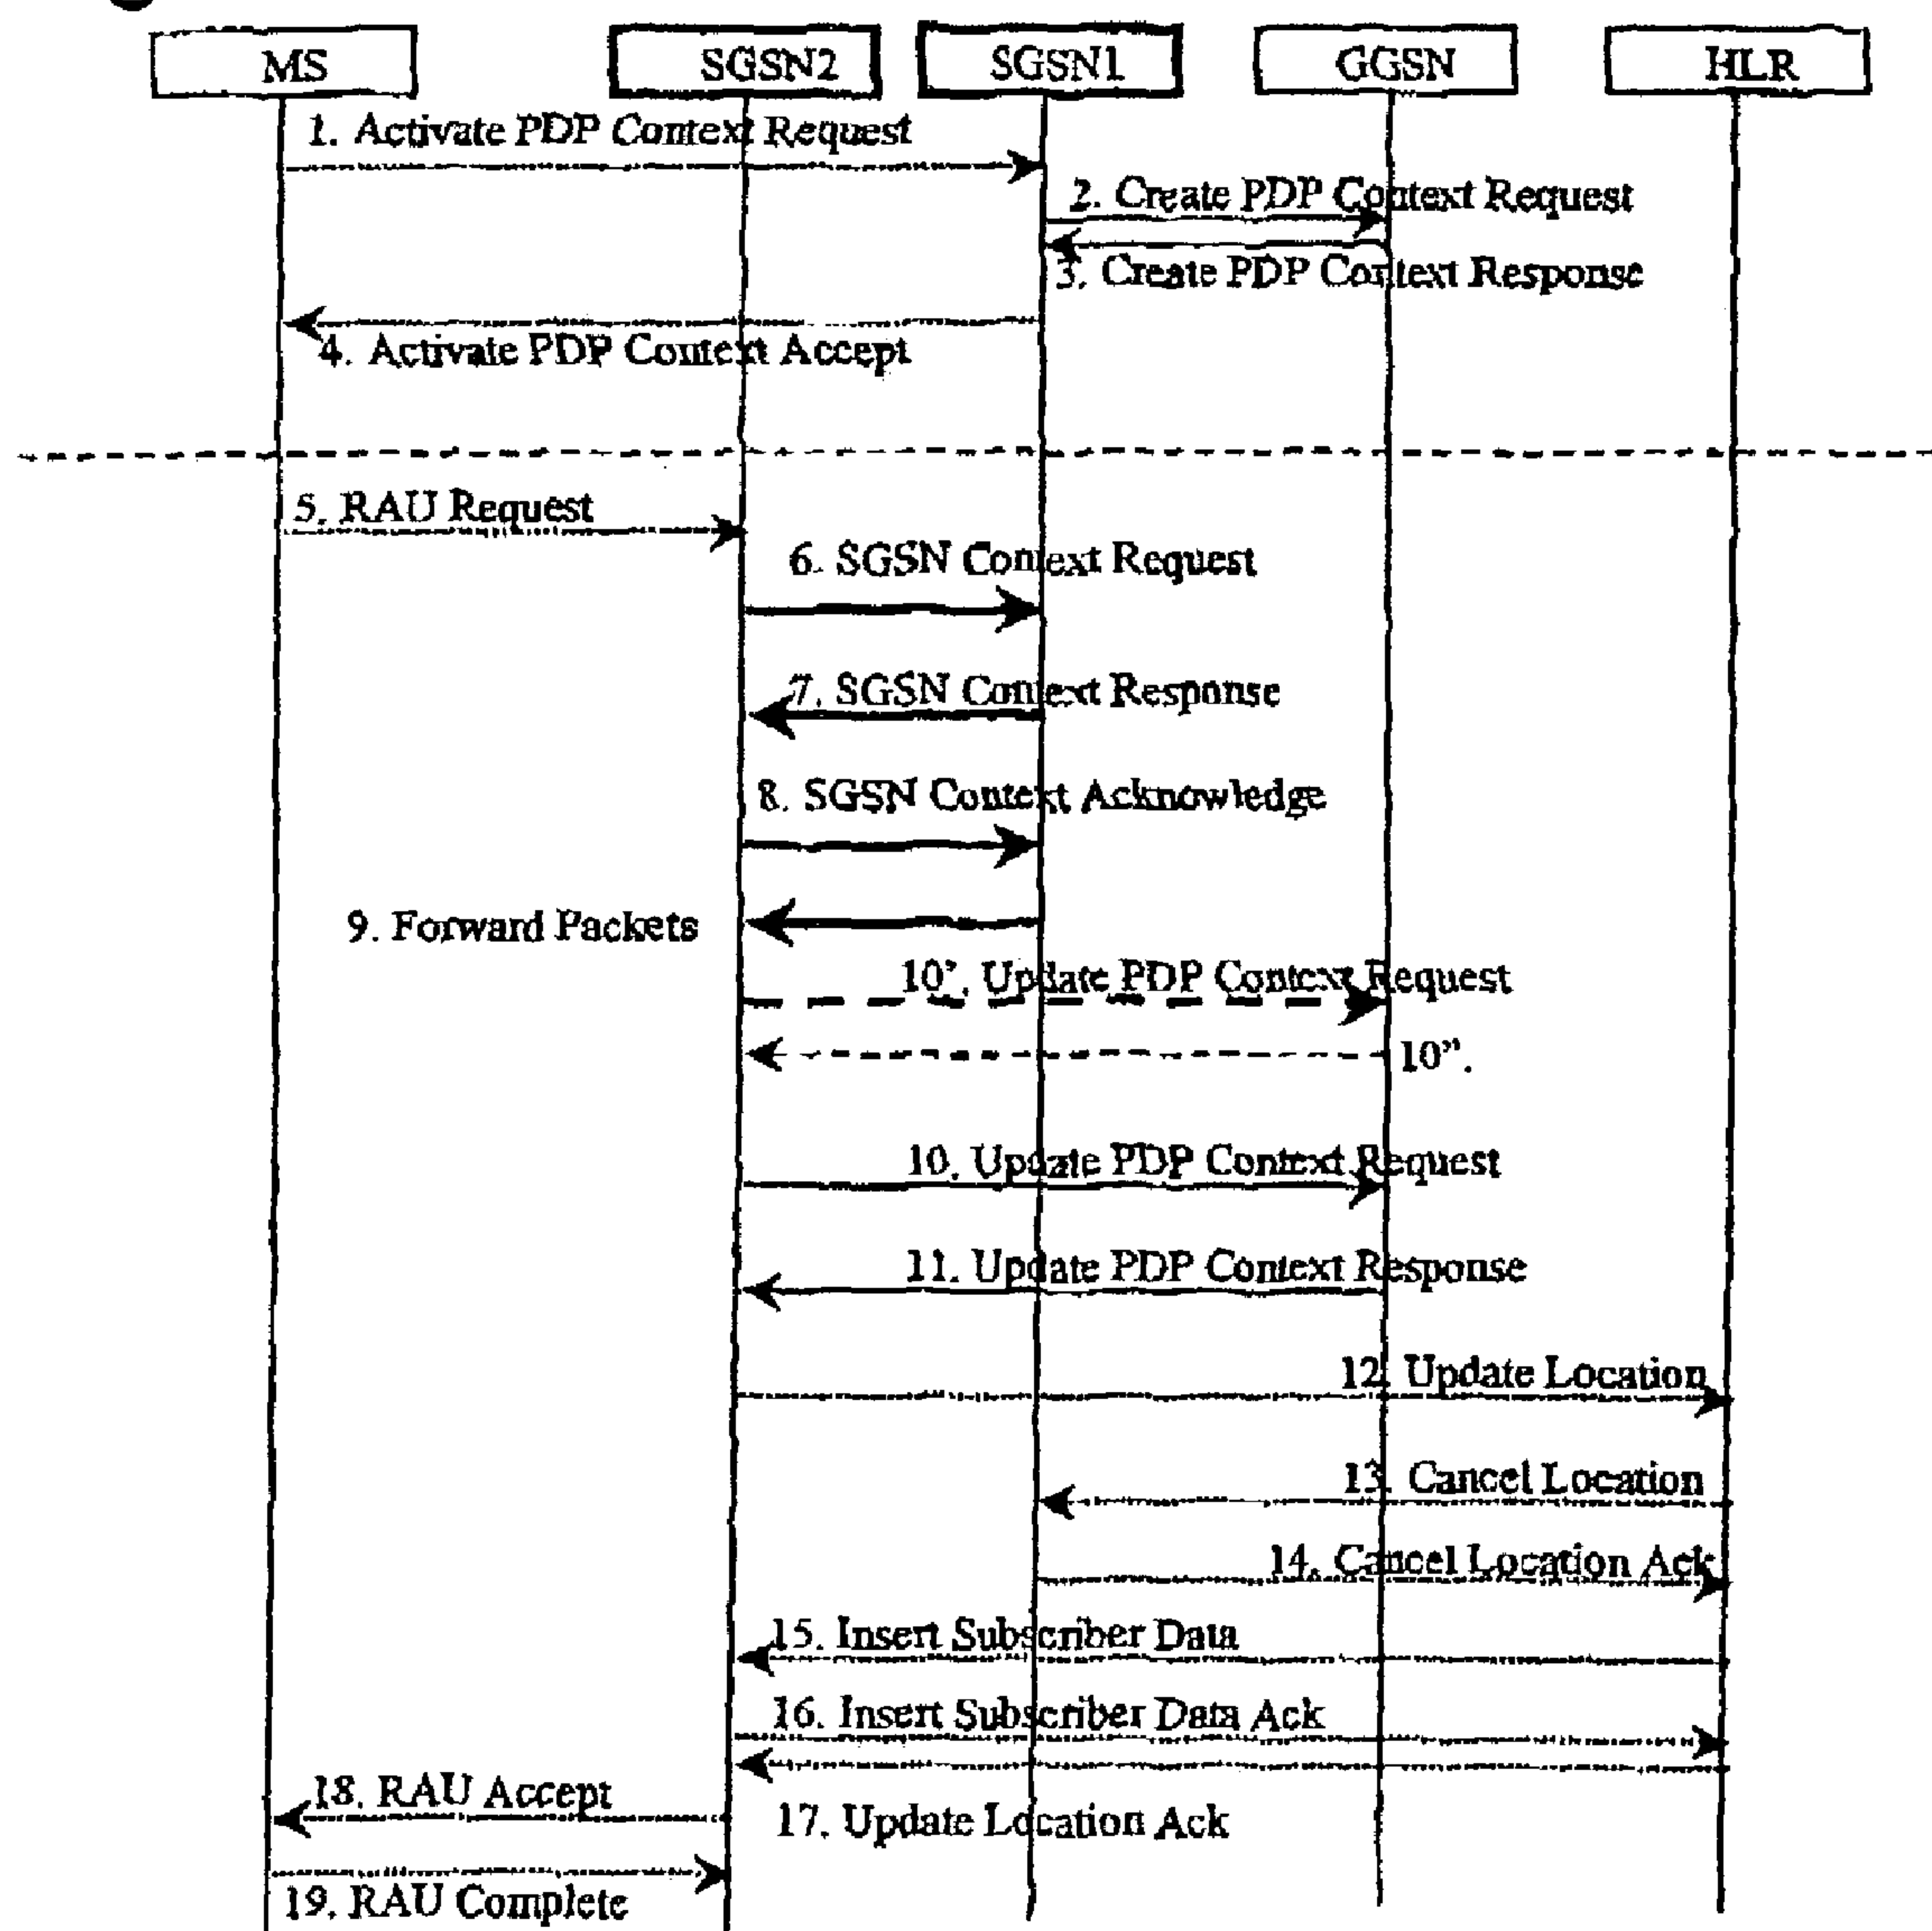 MS SGSN2 SGSN1 GGSN HLR
1. Activate PDP Context Request
2. Create PDP Context Request
3. Create PDP Context Response
4. Activate PDP Context Accept
5. RAU Request
6. SGSN Context Request
7. SGSN Context Response
8. SGSN Context Acknowledge
9. Forward Packets
10'. Update PDP Context Request
10".
10. Update PDP Context Request
11. Update PDP Context Response
12. Update Location
13. Cancel Location
14. Cancel Location Ack
15. Insert Subscriber Data
16. Insert Subscriber Data Ack
18. RAU Accept
17. Update Location Ack
19. RAU Complete